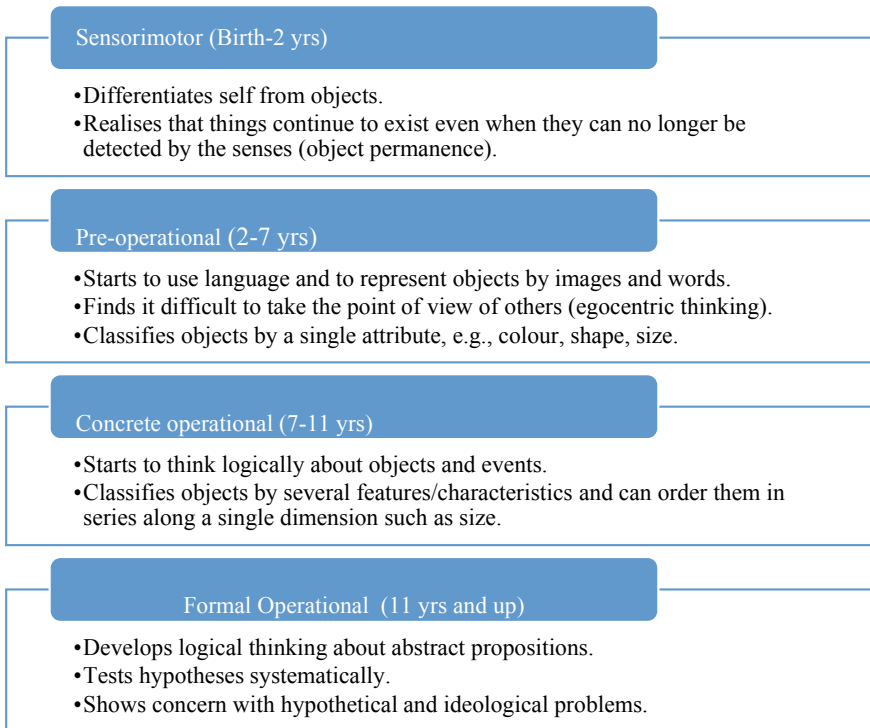 Sensorimotor (Birth-2 yrs)
•Differentiates self from objects.
•Realises that things continue to exist even when they can no longer be
detected by the senses (object permanence).
Pre-operational (2-7 yrs)
•Starts to use language and to represent objects by images and words.
•Finds it difficult to take the point of view of others (egocentric thinking).
•Classifies objects by a single attribute, e.g., colour, shape, size.
Concrete operational (7-11 yrs)
•Starts to think logically about objects and events.
•Classifies objects by several features/characteristics and can order them in
series along a single dimension such as size.
Formal Operational (11 yrs and up)
•Develops logical thinking about abstract propositions.
•Tests hypotheses systematically.
•Shows concern with hypothetical and ideological problems.